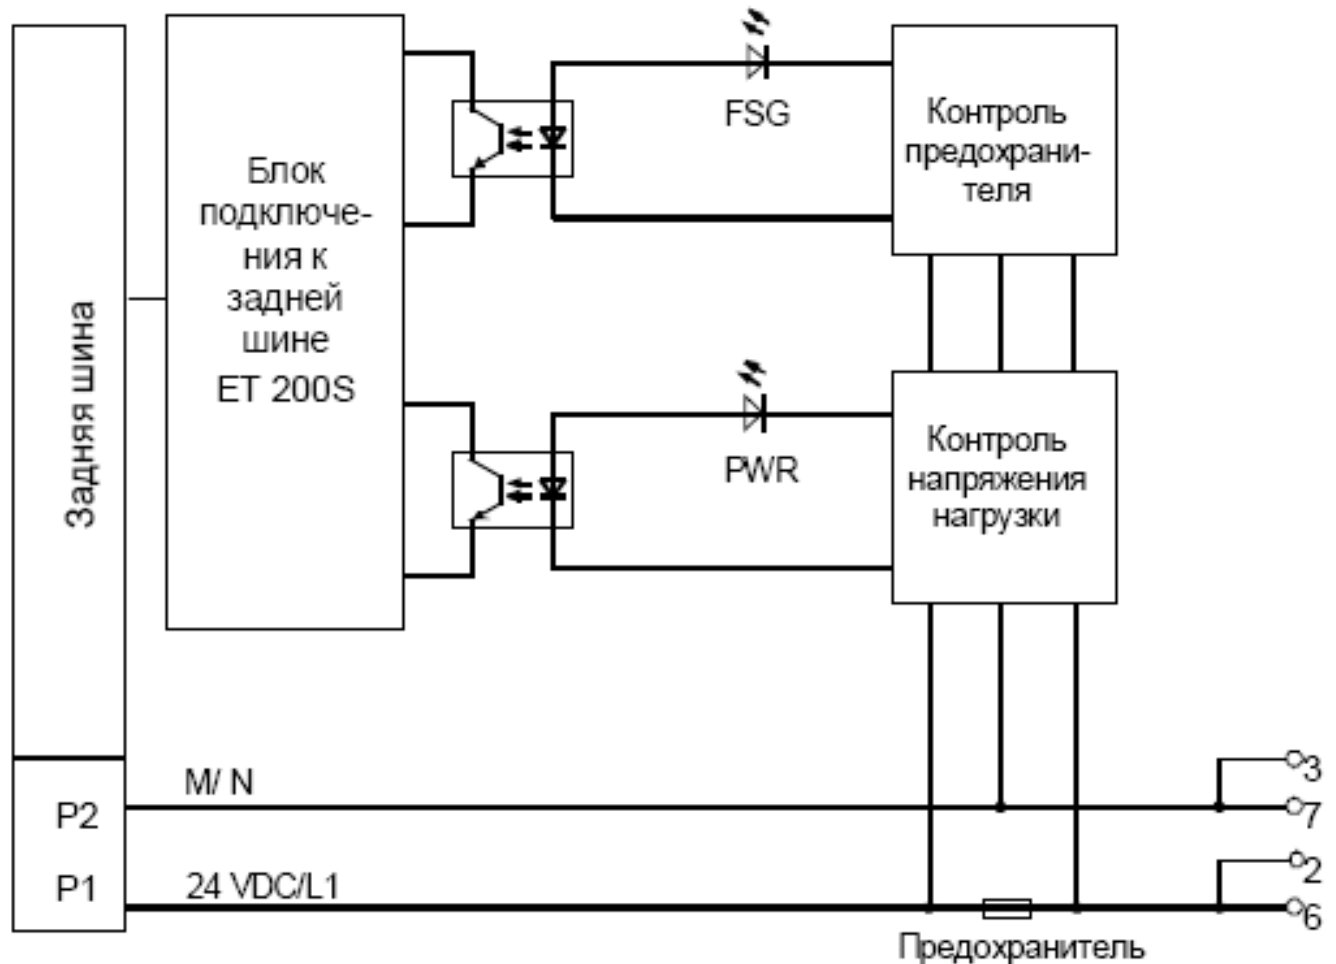 Задняя шина
Блок
подключе-
ния к
задней
шине
ET 200S
FSG
Контроль
предохрани-
теля
PWR
Контроль
напряжения
нагрузки
M/ N
P2
3
7
24 VDC/L1
P1
2
6
Предохранитель